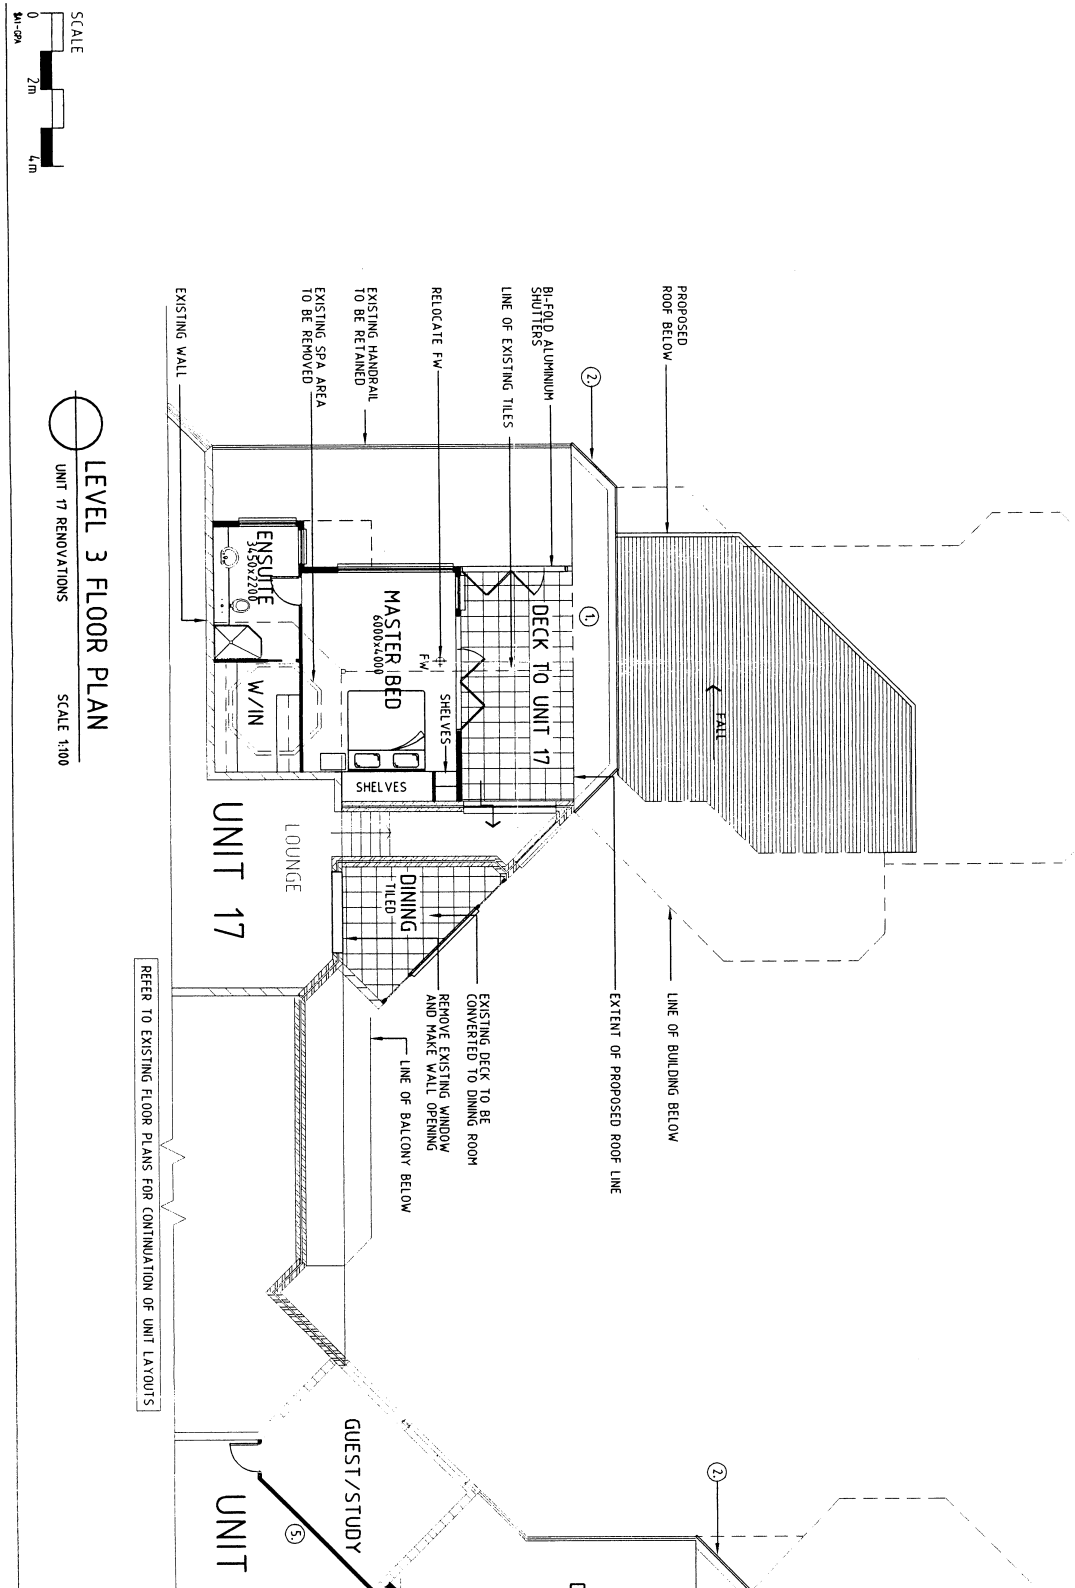 PROPOSED
ROOF BELOW
2.
BI-FOLD ALUMINIUM
SHUTTERS
LINE OF EXISTING TILES
RELOCATE FW
EXISTING HANDRAIL
TO BE RETAINED
EXISTING SPA AREA
TO BE REMOVED
EXISTING WALL
1.
FALL
DECK TO UNIT 17
ENSUITE
3450x2200
MASTER BED
6000x4000
FW
SHELVES
SHELVES
W/IN
UNIT 17
LOUNGE
DINING
TILED
EXTENT OF PROPOSED ROOF LINE
LINE OF BUILDING BELOW
EXISTING DECK TO BE
CONVERTED TO DINING ROOM
REMOVE EXISTING WINDOW
AND MAKE WALL OPENING
LINE OF BALCONY BELOW
REFER TO EXISTING FLOOR PLANS FOR CONTINUATION OF UNIT LAYOUTS
GUEST/STUDY
5.
UNIT
2.
LEVEL 3 FLOOR PLAN
UNIT 17 RENOVATIONS
SCALE 1:100
SCALE
0
2m
4m